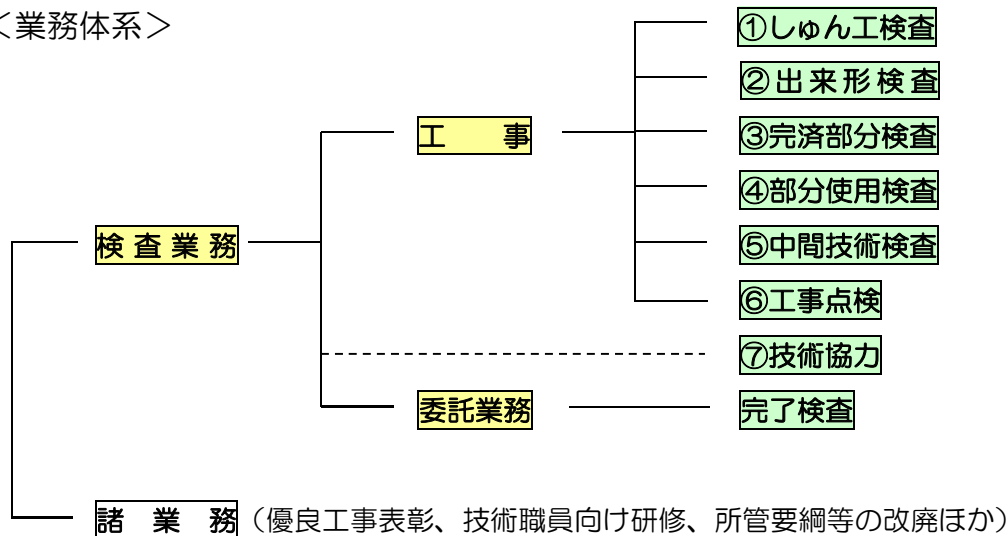 ＜業務体系＞
①しゅん工検査
②出来形検査
工事
③完済部分検査
④部分使用検査
検査業務
⑤中間技術検査
⑥工事点検
⑦技術協力
委託業務
完了検査
諸業務（優良工事表彰、技術職員向け研修、所管要綱等の改廃ほか）